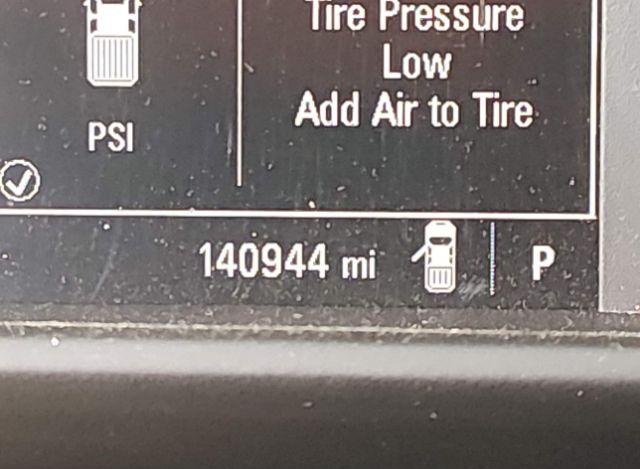 Tire Pressure
Low
Add Air to Tire
PSI
140944 mi
P